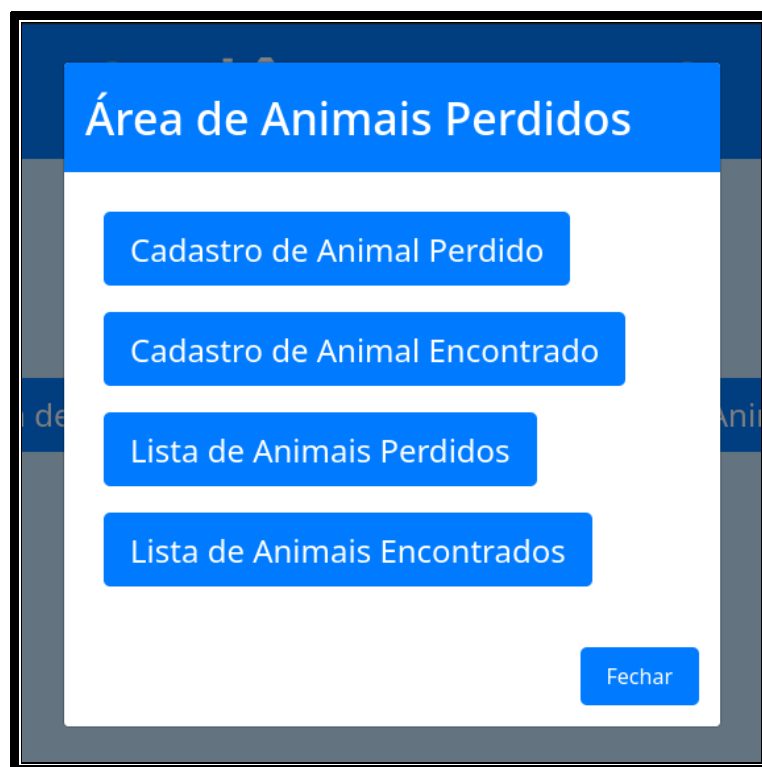 Área de Animais Perdidos
Cadastro de Animal Perdido
Cadastro de Animal Encontrado
de
Lista de Animais Perdidos
Lista de Animais Encontrados
Fechar